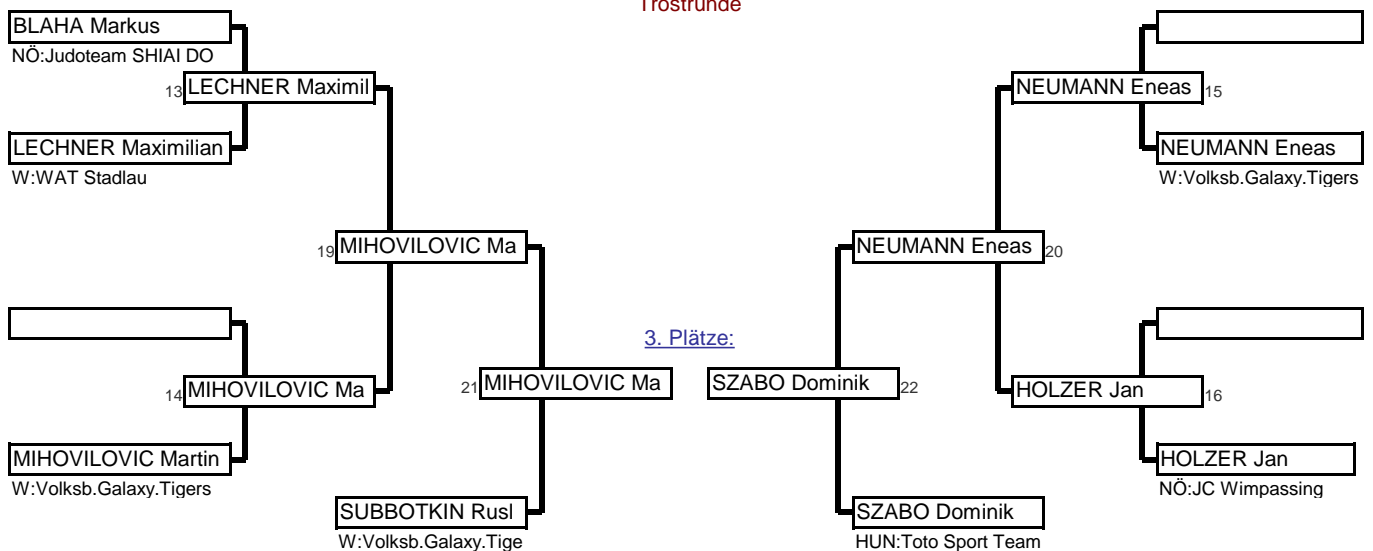 Trostrunde
BLAHA Markus
NÖ:Judoteam SHIAI DO
13 LECHNER Maximil
NEUMANN Eneas 15
LECHNER Maximilian
W:WAT Stadlau
NEUMANN Eneas
W:Volksb.Galaxy.Tigers
19 MIHOVILOVIC Ma
NEUMANN Eneas 20
3. Plätze:
14 MIHOVILOVIC Ma
21 MIHOVILOVIC Ma
SZABO Dominik 22
HOLZER Jan 16
MIHOVILOVIC Martin
W:Volksb.Galaxy.Tigers
HOLZER Jan
NÖ:JC Wimpassing
SUBBOTKIN Rusl
W:Volksb.Galaxy.Tige
SZABO Dominik
HUN:Toto Sport Team